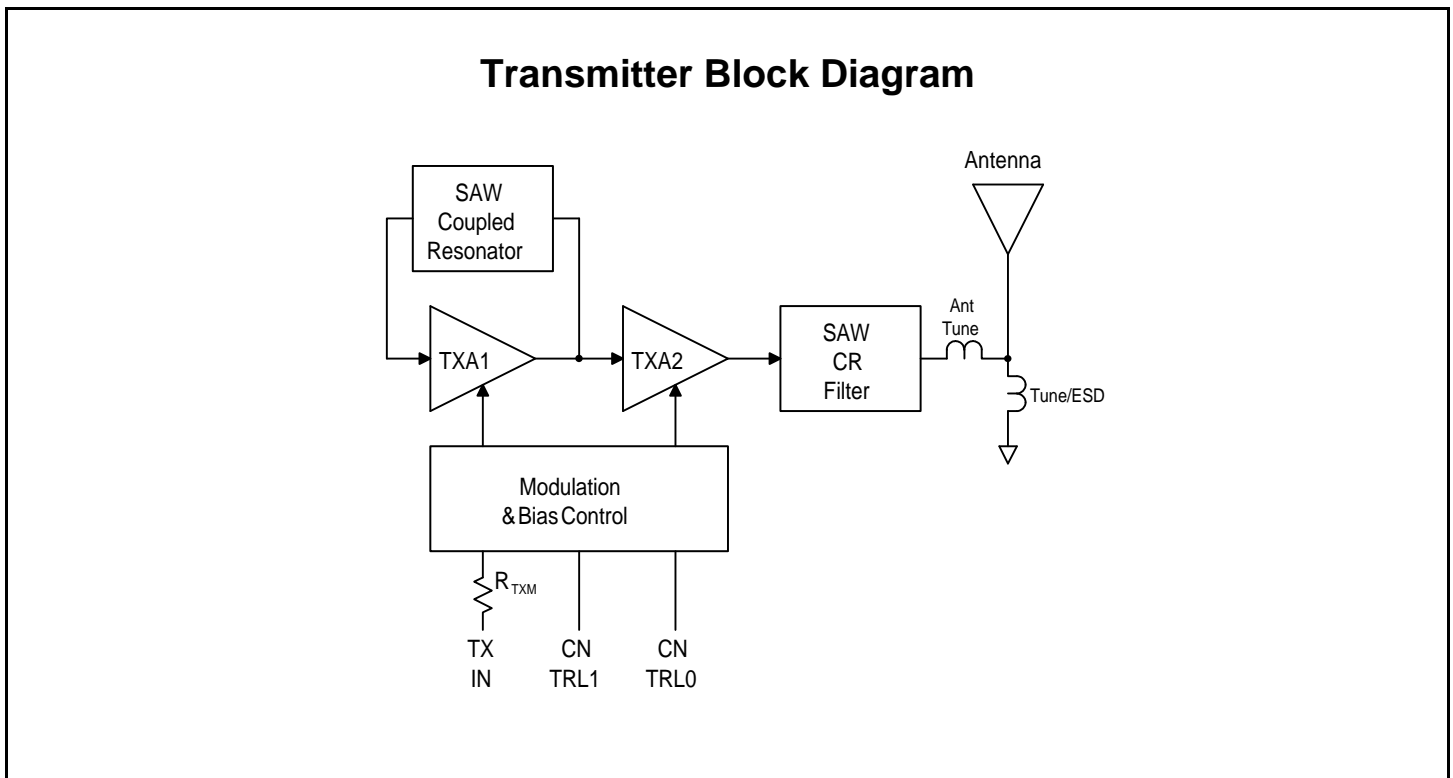 Transmitter Block Diagram
Antenna
SAW
Coupled
Resonator
Ant
Tune
TXA1
TXA2
SAW
CR
Filter
Tune/ESD
Modulation
& Bias Control
RTXM
TX
IN
CN
TRL1
CN
TRL0